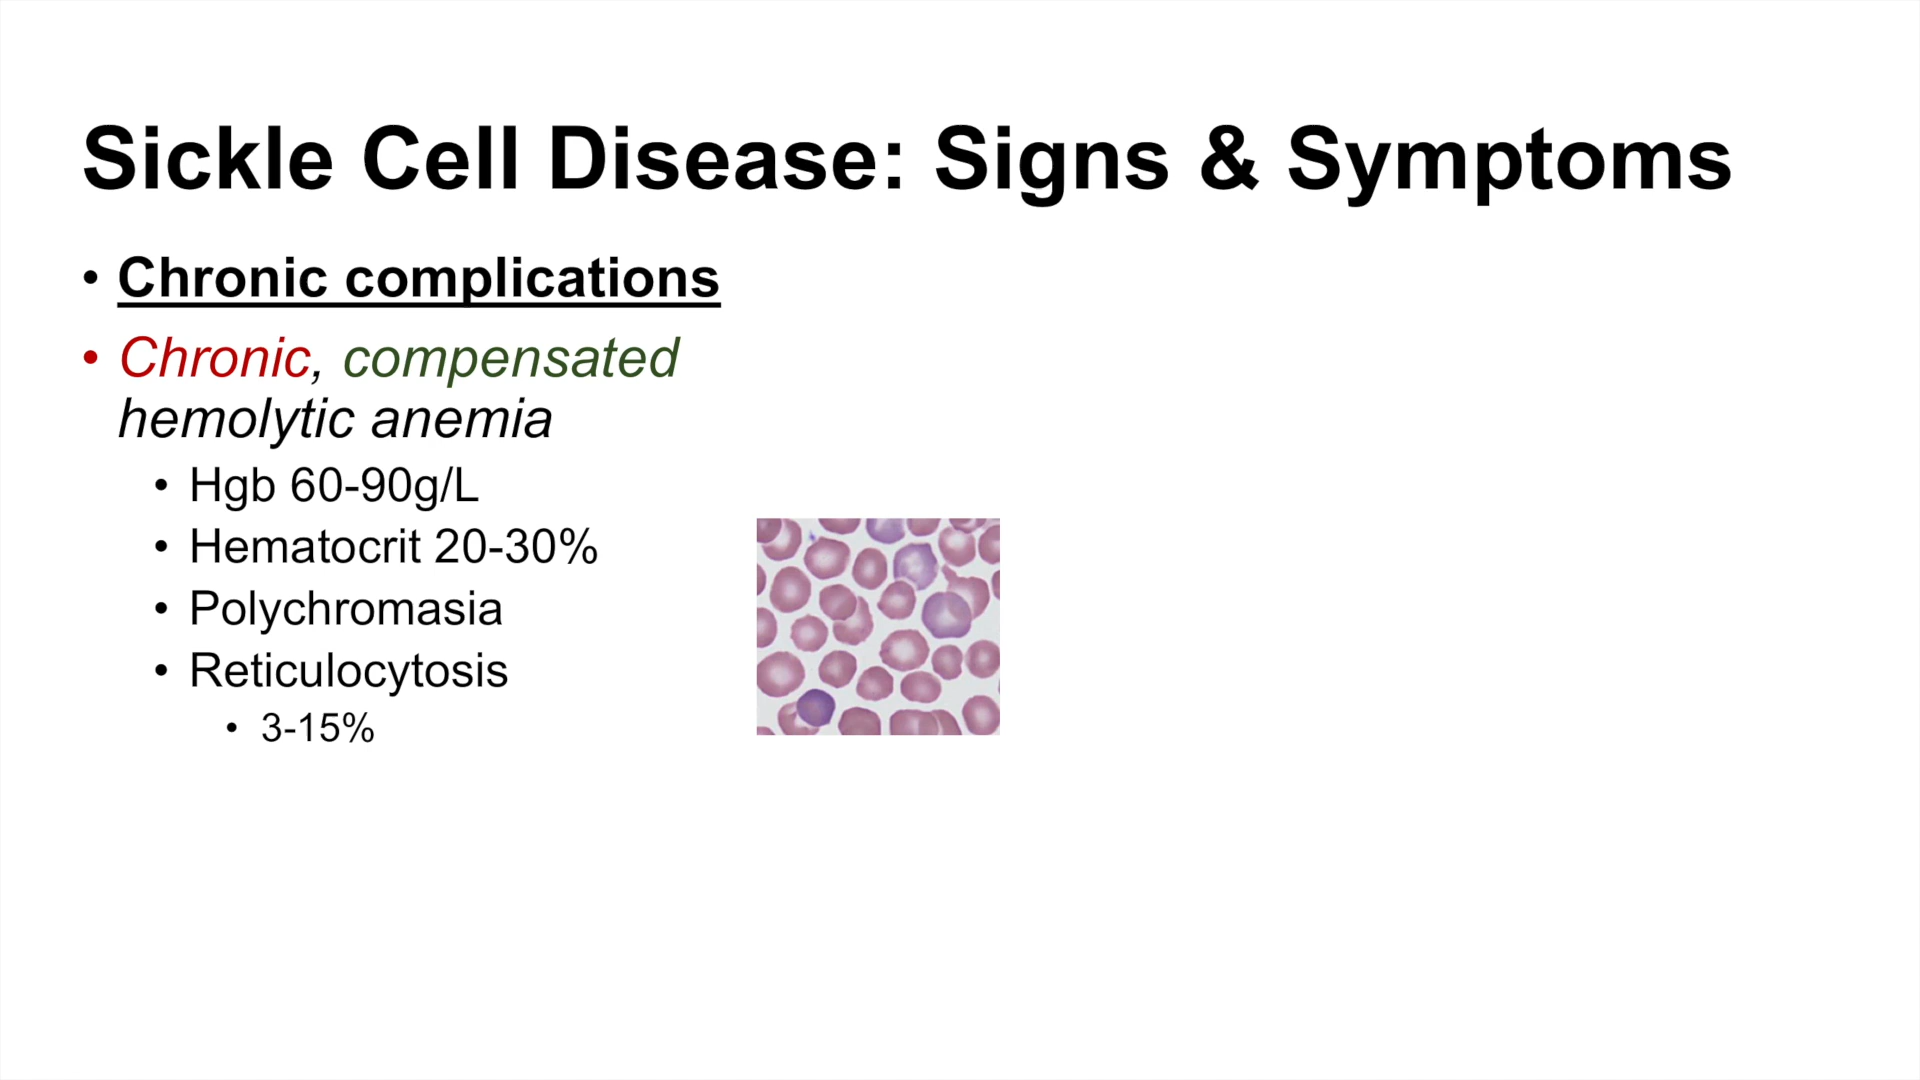 Sickle Cell Disease: Signs & Symptoms
• Chronic complications
• Chronic, compensated
hemolytic anemia
• Hgb 60-90g/L
• Hematocrit 20-30%
• Polychromasia
• Reticulocytosis
• 3-15%